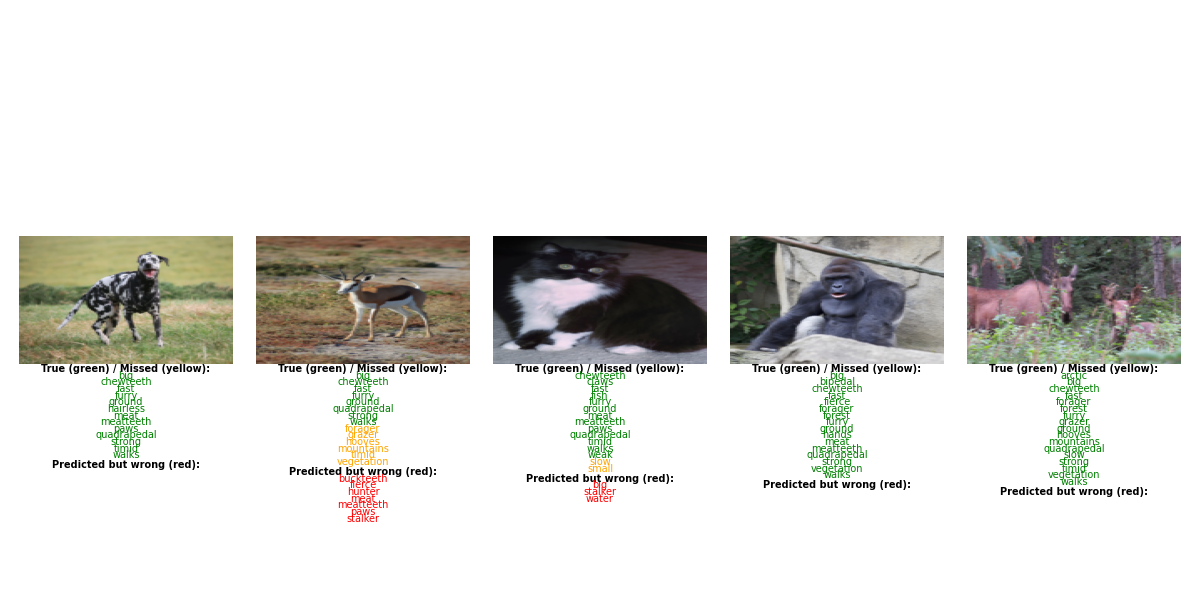 True (green) / Missed (yellow):
big
chewteeth
fast
furry
ground
hairless
meat
meatteeth
paws
quadrapedal
strong
timid
walks
Predicted but wrong (red):
True (green) / Missed (yellow):
big
chewteeth
fast
furry
ground
quadrapedal
strong
walks
forager
grazer
hooves
mountains
timid
vegetation
Predicted but wrong (red):
buckteeth
fierce
hunter
meat
meatteeth
paws
stalker
True (green) / Missed (yellow):
chewteeth
claws
fast
fish
furry
ground
meat
meatteeth
paws
quadrapedal
timid
walks
weak
slow
small
Predicted but wrong (red):
big
stalker
water
True (green) / Missed (yellow):
big
bipedal
chewteeth
fast
fierce
forager
forest
furry
ground
hands
meat
meatteeth
quadrapedal
strong
vegetation
walks
Predicted but wrong (red):
True (green) / Missed (yellow):
arctic
big
chewteeth
fast
forager
forest
furry
grazer
ground
hooves
mountains
quadrapedal
slow
strong
timid
vegetation
walks
Predicted but wrong (red):